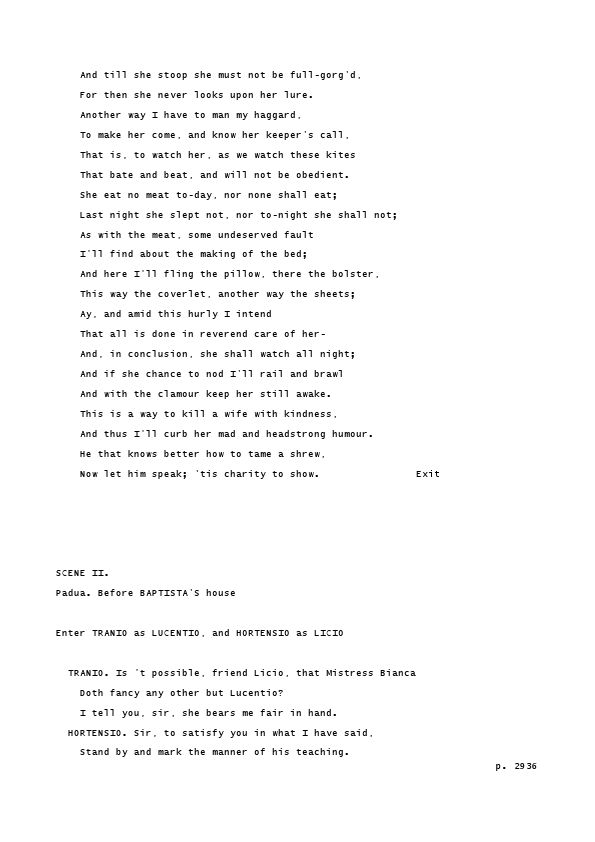 And till she stoop she must not be full-gorg'd,
For then she never looks upon her lure.
Another way I have to man my haggard,
To make her come, and know her keeper's call,
That is, to watch her, as we watch these kites
That bate and beat, and will not be obedient.
She eat no meat to-day, nor none shall eat;
Last night she slept not, nor to-night she shall not;
As with the meat, some undeserved fault
I'll find about the making of the bed;
And here I'll fling the pillow, there the bolster,
This way the coverlet, another way the sheets;
Ay, and amid this hurly I intend
That all is done in reverend care of her-
And, in conclusion, she shall watch all night;
And if she chance to nod I'll rail and brawl
And with the clamour keep her still awake.
This is a way to kill a wife with kindness,
And thus I'll curb her mad and headstrong humour.
He that knows better how to tame a shrew,
Now let him speak; 'tis charity to show. Exit
SCENE II.
Padua. Before BAPTISTA'S house
Enter TRANIO as LUCENTIO, and HORTENSIO as LICIO
TRANIO. Is 't possible, friend Licio, that Mistress Bianca
Doth fancy any other but Lucentio?
I tell you, sir, she bears me fair in hand.
HORTENSIO. Sir, to satisfy you in what I have said,
Stand by and mark the manner of his teaching.
p. 2936